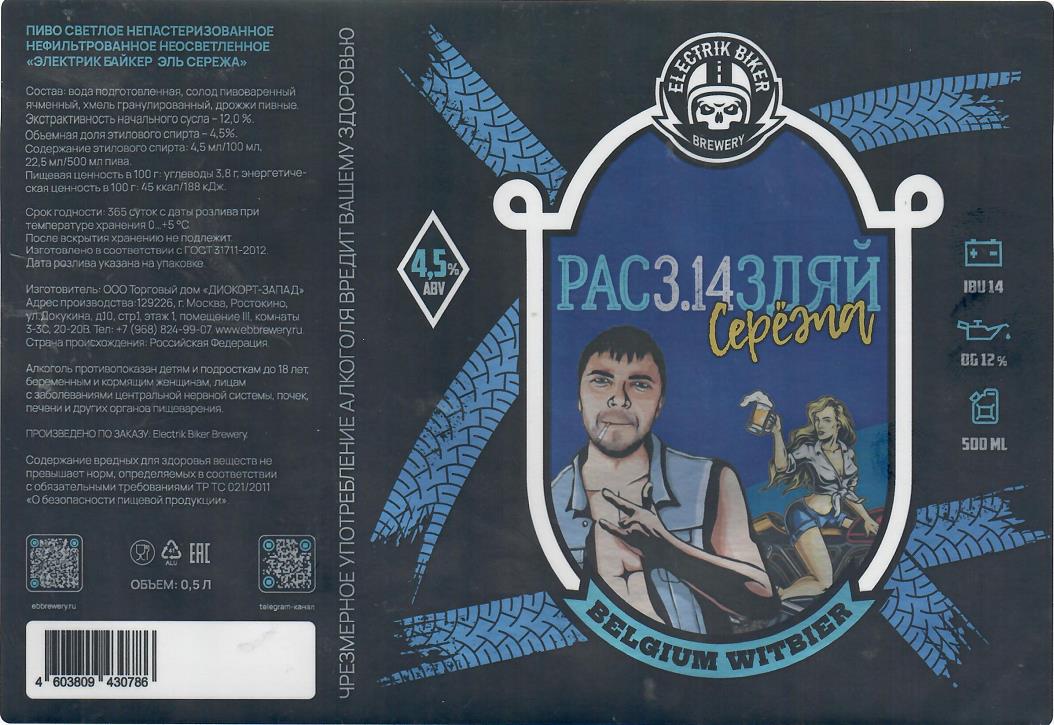 ПИВО СВЕТЛОЕ НЕПАСТЕРИЗОВАННОЕ
НЕФИЛЬТРОВАННОЕ НЕОСВЕТЛЕННОЕ
«ЭЛЕКТРИК БАЙКЕР ЭЛЬ СЕРЕЖА»
Состав: вода подготовленная, солод пивоваренный
ячменный, хмель гранулированный, дрожжи пивные.
Экстрактивность начального сусла – 12,0 %.
Объемная доля этилового спирта – 4,5%.
Содержание этилового спирта: 4,5 мл/100 мл,
22,5 мл/500 мл пива.
Пищевая ценность в 100 г: углеводы 3,8 г, энергетиче-
ская ценность в 100 г: 45 ккал/188 кДж.
Срок годности: 365 суток с даты розлива при
температуре хранения 0...+5 °C
После вскрытия хранению не подлежит.
Изготовлено в соответствии с ГОСТ 31711-2012.
Дата розлива указана на упаковке.
Изготовитель: ООО Торговый дом «ДИОКОРТ-ЗАПАД»
Адрес производства:129226, г. Москва, Ростокино,
ул.Докукина, д10, стр1, этаж 1, помещение III, комнаты
3-3С, 20-20В. Тел: +7 (968) 824-99-07 www.ebbrewery.ru.
Страна происхождения: Российская Федерация.
Алкоголь противопоказан детям и подросткам до 18 лет,
беременным и кормящим женщинам, лицам
с заболеваниями центральной нервной системы, почек,
печени и других органов пищеварения.
ПРОИЗВЕДЕНО ПО ЗАКАЗУ: Electrik Biker Brewery.
Содержание вредных для здоровья веществ не
превышает норм, определяемых в соответствии
с обязательными требованиями ТР ТС 021/2011
«О безопасности пищевой продукции»
ALU
EAC
ОБЪЕМ: 0,5 Л
ebbrewery.ru
telegram-канал
4 603809 430786
ЧРЕЗМЕРНОЕ УПОТРЕБЛЕНИЕ АЛКОГОЛЯ ВРЕДИТ ВАШЕМУ ЗДОРОВЬЮ
4,5%
ABV
ELECTRIK BIKER
BREWERY
РАС3.14ЗДЯЙ
Серёжа
BELGIUM WITBIER
IBU 14
OG 12 %
500 ML